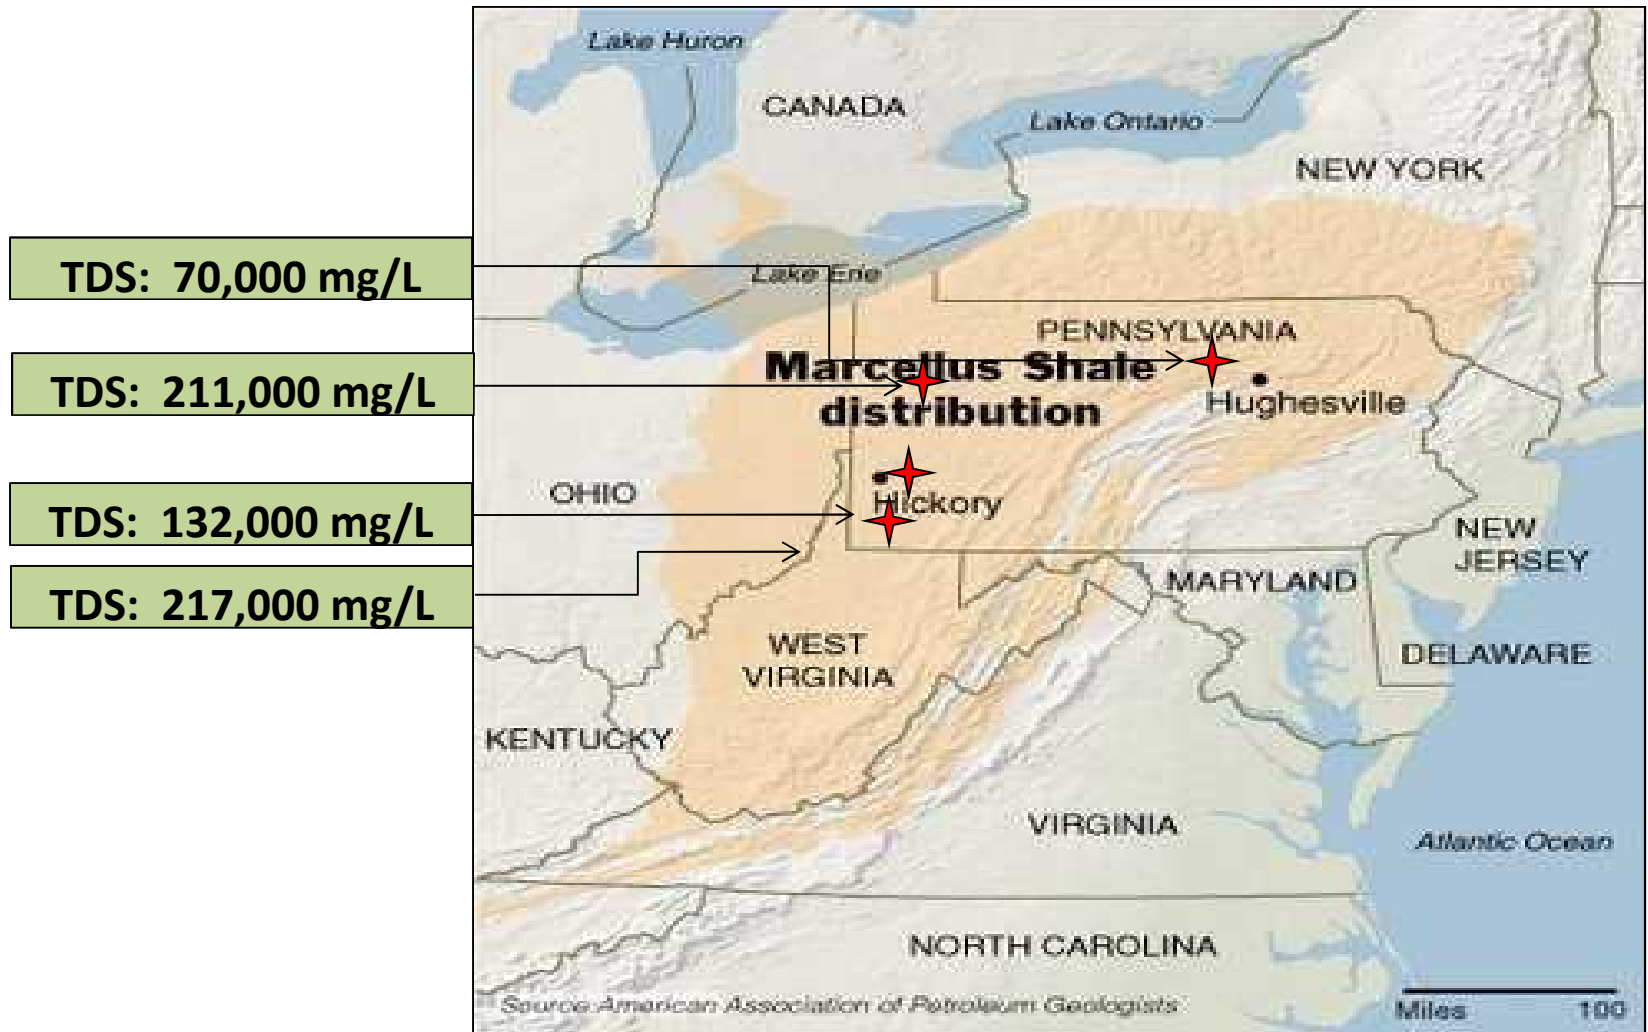 Lake Huron
CANADA
Lake Ontario
NEW YORK
TDS: 70,000 mg/L
Lake Erie
PENNSYLVANIA
TDS: 211,000 mg/L
Marcellus Shale
distribution
Hughesville
TDS: 132,000 mg/L
OHIO
Hickory
NEW
JERSEY
TDS: 217,000 mg/L
MARYLAND
WEST
VIRGINIA
DELAWARE
KENTUCKY
VIRGINIA
Atlantic Ocean
NORTH CAROLINA
Source:American Association of Petroleum Geologists
Miles 100